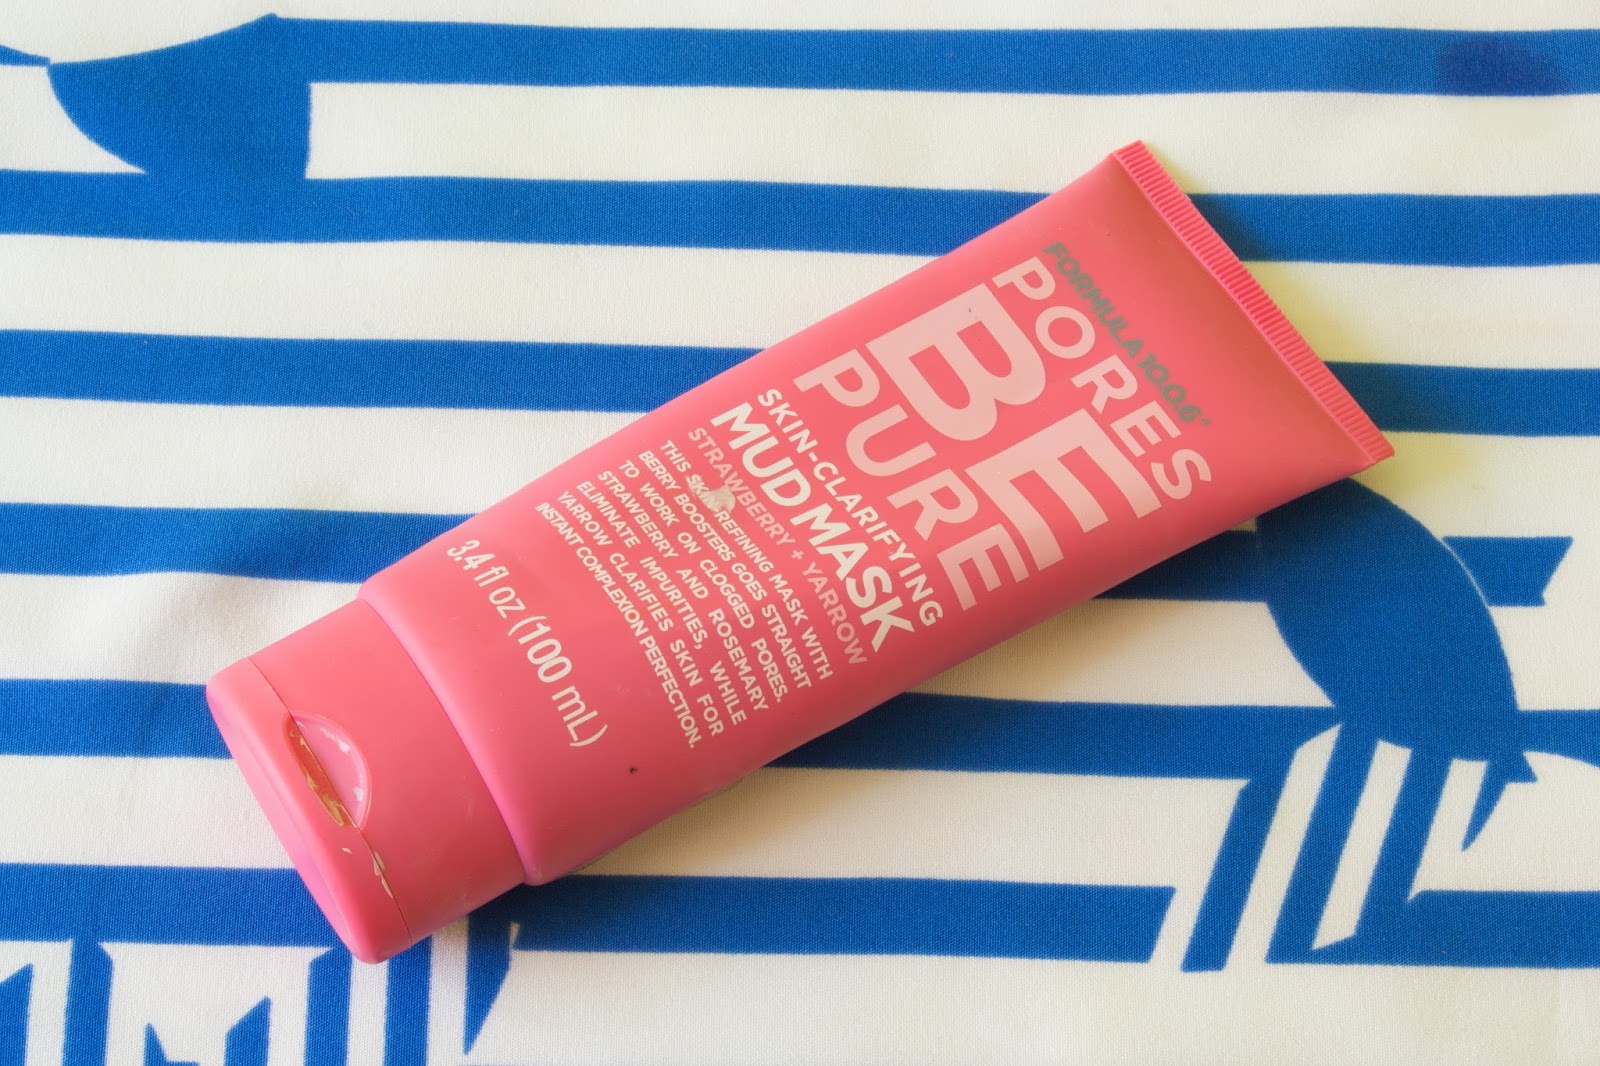 FORMULA 10.0.6®
PORES
BE
PURE
SKIN-CLARIFYING
MUD MASK
STRAWBERRY + YARROW
THIS SKIN REFINING MASK WITH
BERRY BOOSTERS GOES STRAIGHT
TO WORK ON CLOGGED PORES.
STRAWBERRY AND ROSEMARY
ELIMINATE IMPURITIES, WHILE
YARROW CLARIFIES SKIN FOR
INSTANT COMPLEXION PERFECTION.
3.4 fl oz (100 mL)